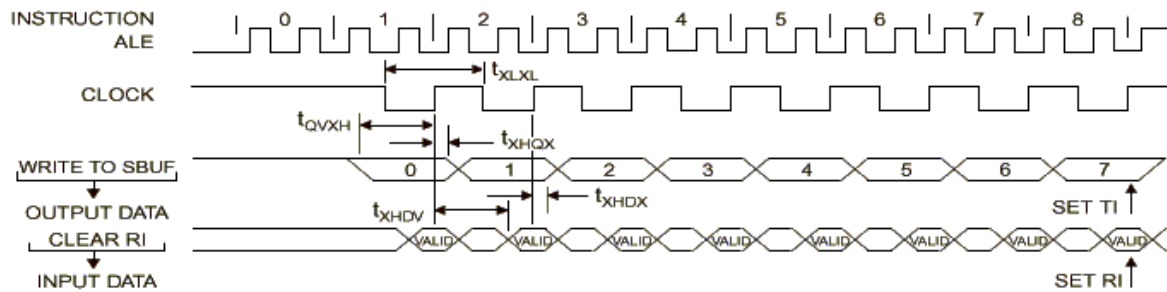 INSTRUCTION 0 1 2 3 4 5 6 7 8
ALE
tXLXL
CLOCK
tQVXH
tXHQX
WRITE TO SBUF 0 1 2 3 4 5 6 7
tXHDX
OUTPUT DATA tXHDV SET TI
CLEAR RI VALID VALID VALID VALID VALID VALID VALID VALID
INPUT DATA SET RI